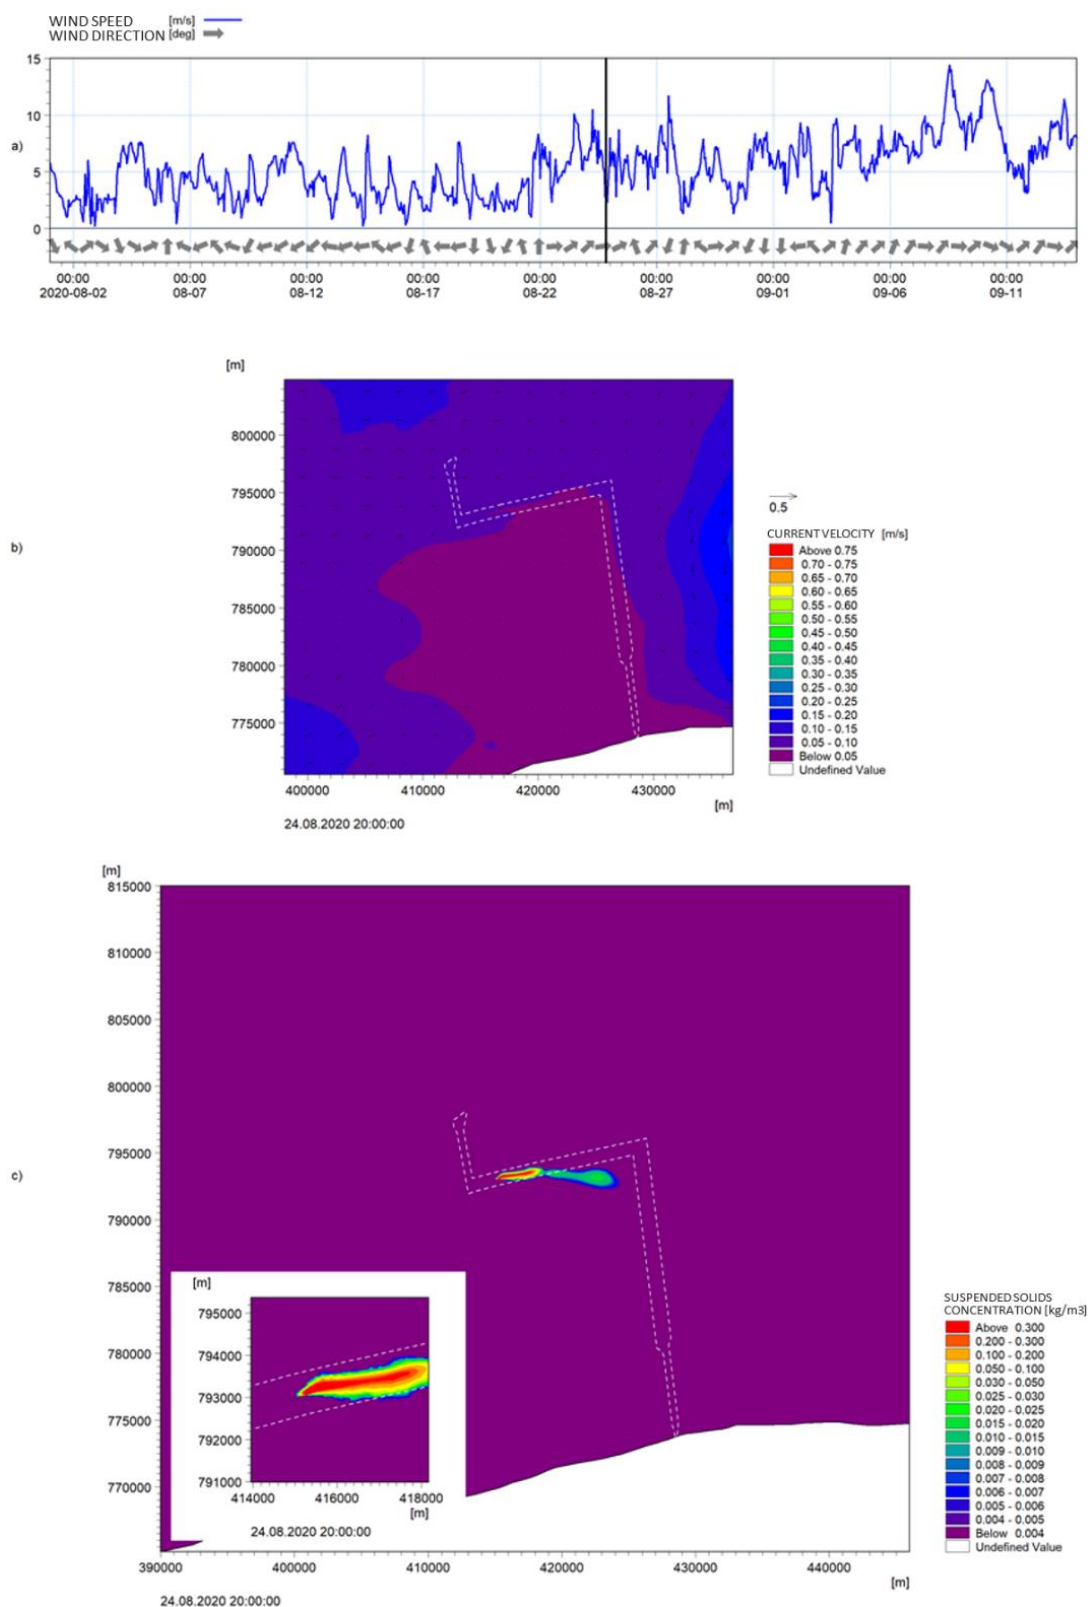 WIND SPEED [m/s]
WIND DIRECTION [deg]
a)
15
10
5
0
00:00 00:00 00:00 00:00 00:00 00:00 00:00 00:00 00:00
2020-08-02 08-07 08-12 08-17 08-22 08-27 09-01 09-06 09-11
[m]
b)
800000
795000
790000
785000
780000
775000
400000 410000 420000 430000
[m]
24.08.2020 20:00:00
0.5
CURRENT VELOCITY [m/s]
Above 0.75
0.70 - 0.75
0.65 - 0.70
0.60 - 0.65
0.55 - 0.60
0.50 - 0.55
0.45 - 0.50
0.40 - 0.45
0.35 - 0.40
0.30 - 0.35
0.25 - 0.30
0.20 - 0.25
0.15 - 0.20
0.10 - 0.15
0.05 - 0.10
Below 0.05
Undefined Value
[m]
c)
815000
810000
805000
800000
795000
790000
785000
780000
775000
770000
390000 400000 410000 420000 430000 440000
[m]
24.08.2020 20:00:00
[m]
795000
794000
793000
792000
791000
414000 416000 418000
[m]
24.08.2020 20:00:00
SUSPENDED SOLIDS
CONCENTRATION [kg/m3]
Above 0.300
0.200 - 0.300
0.100 - 0.200
0.050 - 0.100
0.030 - 0.050
0.025 - 0.030
0.020 - 0.025
0.015 - 0.020
0.010 - 0.015
0.009 - 0.010
0.008 - 0.009
0.007 - 0.008
0.006 - 0.007
0.005 - 0.006
0.004 - 0.005
Below 0.004
Undefined Value